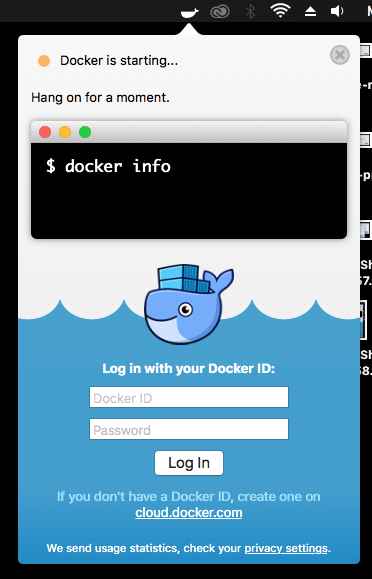 Docker is starting...
Hang on for a moment.
$ docker info
Log in with your Docker ID:
Docker ID
Password
Log In
If you don't have a Docker ID, create one on
cloud.docker.com
We send usage statistics, check your privacy settings.